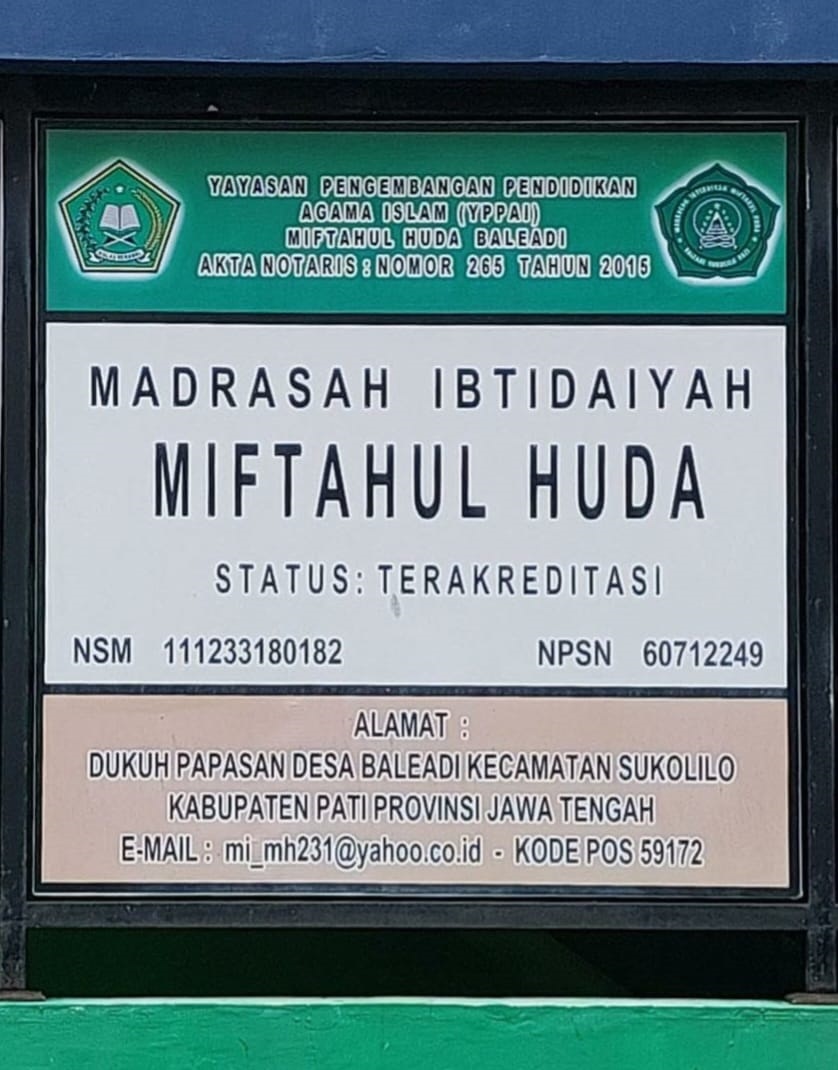 YAYASAN PENGEMBANGAN PENDIDIKAN
AGAMA ISLAM (YPPAI)
MIFTAHUL HUDA BALEADI
AKTA NOTARIS : NOMOR 265 TAHUN 2015
MADRASAH IBTIDAIYAH
MIFTAHUL HUDA
STATUS: TERAKREDITASI
NSM 111233180182 NPSN 60712249
ALAMAT :
DUKUH PAPASAN DESA BALEADI KECAMATAN SUKOLILO
KABUPATEN PATI PROVINSI JAWA TENGAH
E-MAIL : mi_mh231@yahoo.co.id - KODE POS 59172